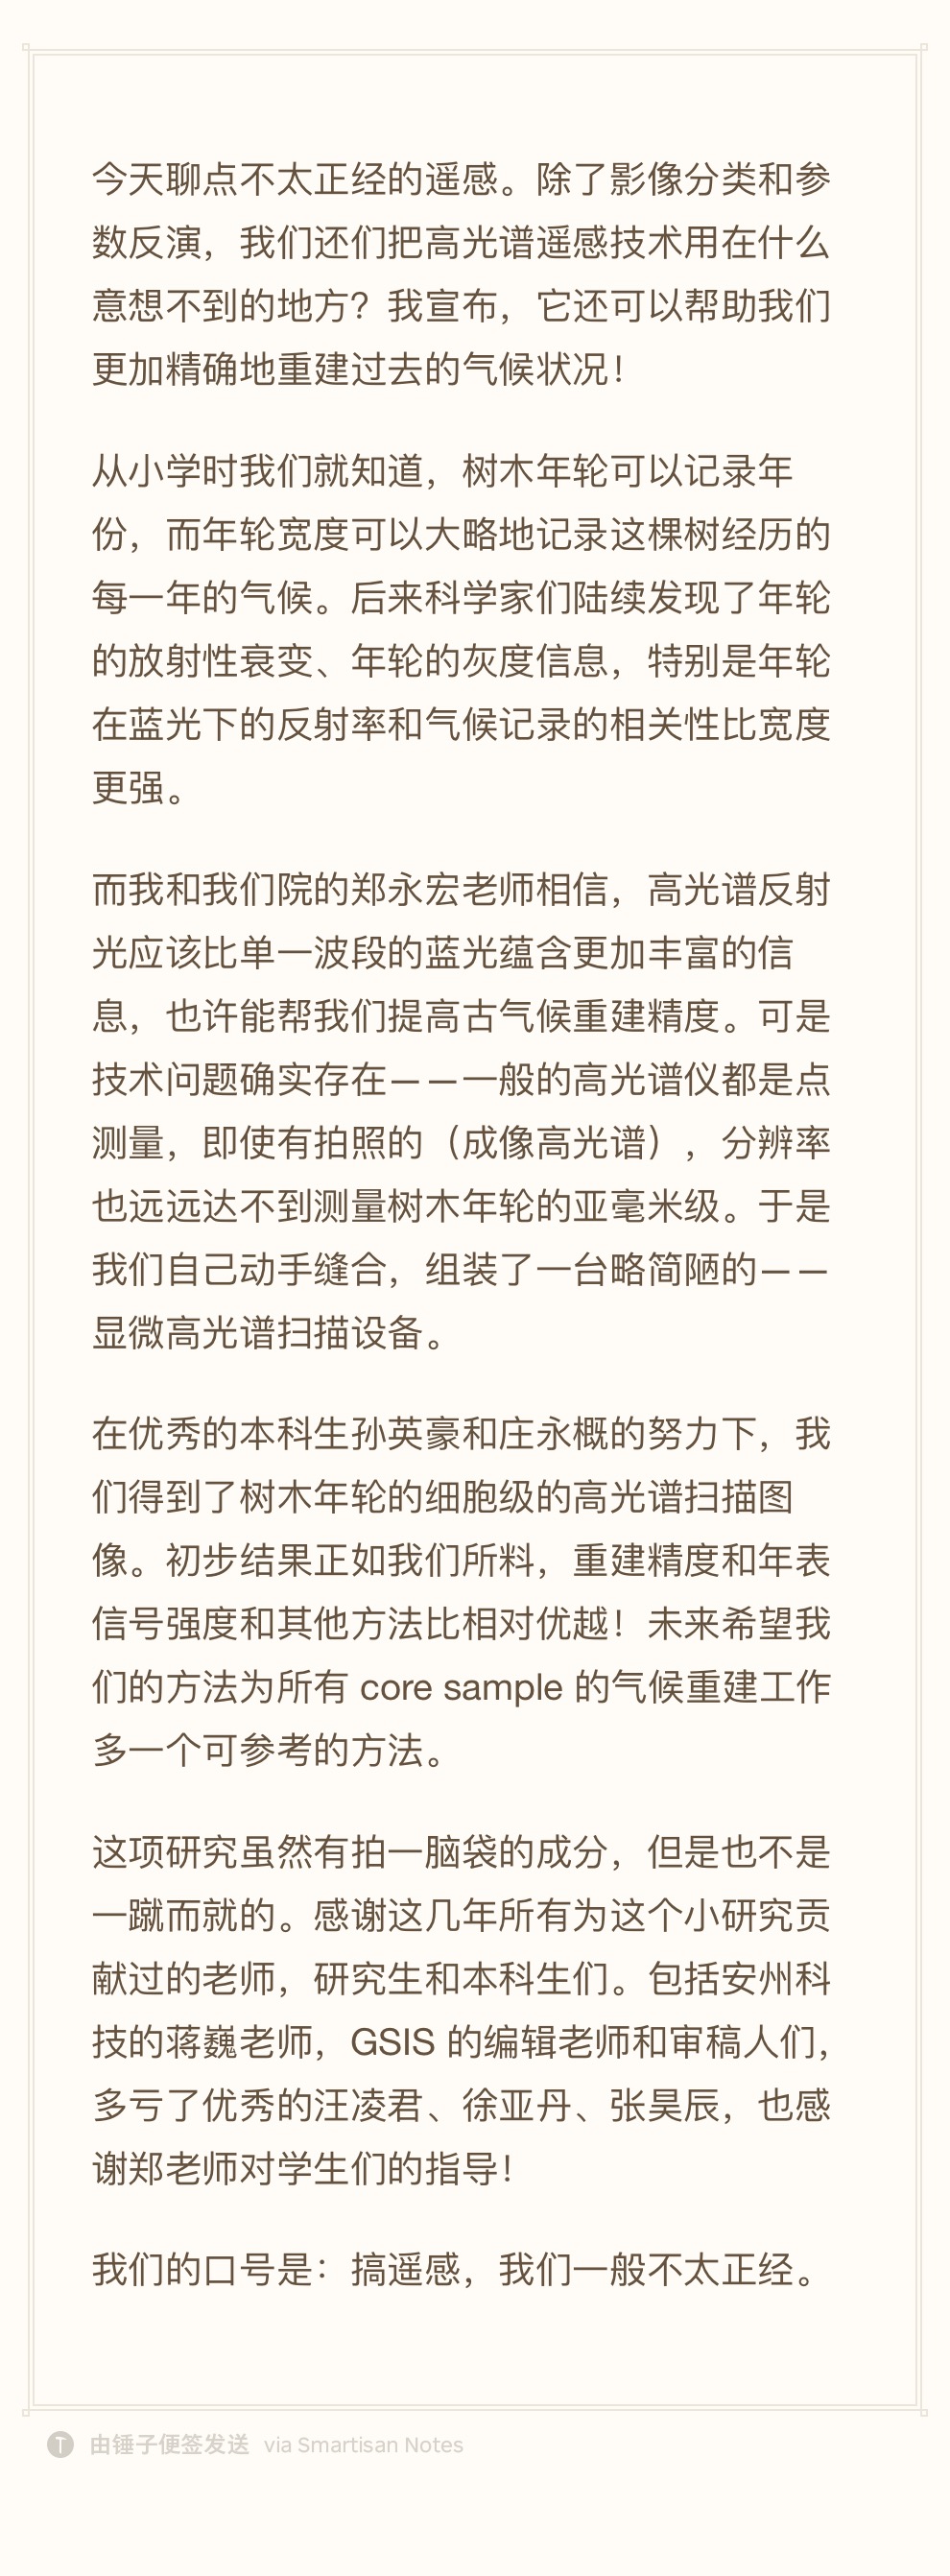 今天聊点不太正经的遥感。除了影像分类和参
数反演，我们还们把高光谱遥感技术用在什么
意想不到的地方？我宣布，它还可以帮助我们
更加精确地重建过去的气候状况！
从小学时我们就知道，树木年轮可以记录年
份，而年轮宽度可以大略地记录这棵树经历的
每一年的气候。后来科学家们陆续发现了年轮
的放射性衰变、年轮的灰度信息，特别是年轮
在蓝光下的反射率和气候记录的相关性比宽度
更强。
而我和我们院的郑永宏老师相信，高光谱反射
光应该比单一波段的蓝光蕴含更加丰富的信
息，也许能帮我们提高古气候重建精度。可是
技术问题确实存在——一般的高光谱仪都是点
测量，即使有拍照的（成像高光谱），分辨率
也远远达不到测量树木年轮的亚毫米级。于是
我们自己动手缝合，组装了一台略简陋的——
显微高光谱扫描设备。
在优秀的本科生孙英豪和庄永概的努力下，我
们得到了树木年轮的细胞级的高光谱扫描图
像。初步结果正如我们所料，重建精度和年表
信号强度和其他方法比相对优越！未来希望我
们的方法为所有 core sample 的气候重建工作
多一个可参考的方法。
这项研究虽然有拍一脑袋的成分，但是也不是
一蹴而就的。感谢这几年所有为这个小研究贡
献过的老师，研究生和本科生们。包括安州科
技的蒋巍老师，GSIS 的编辑老师和审稿人们，
多亏了优秀的汪凌君、徐亚丹、张昊辰，也感
谢郑老师对学生们的指导！
我们的口号是：搞遥感，我们一般不太正经。
由锤子便签发送 via Smartisan Notes